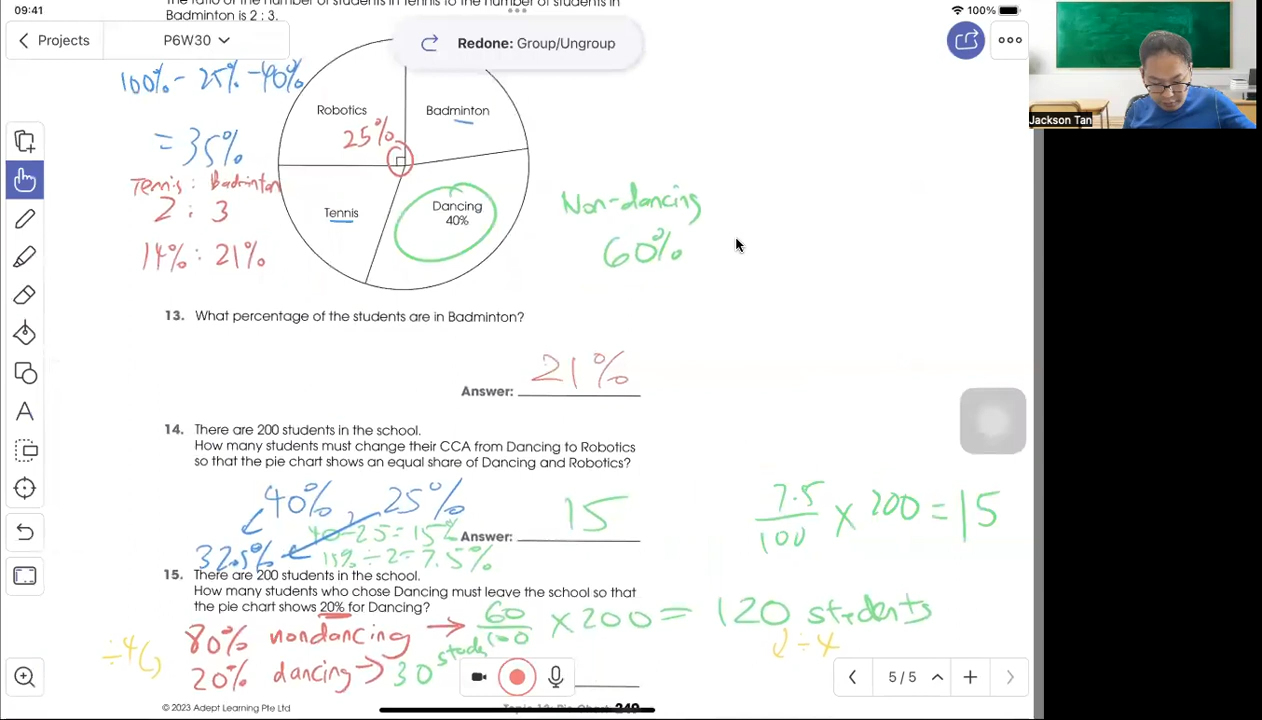 09:41
100%
the ratio of the number of students in Tennis to the number of students in
Badminton is 2 : 3.
Projects
P6W30
Redone: Group/Ungroup
Jackson Tan
100% - 25% - 40%
= 35%
Tennis : Badminton
2 : 3
14% : 21%
Robotics
25%
Badminton
Tennis
Dancing
40%
Non-dancing
60%
13. What percentage of the students are in Badminton?
21%
Answer:
14. There are 200 students in the school.
How many students must change their CCA from Dancing to Robotics
so that the pie chart shows an equal share of Dancing and Robotics?
40% 25%
40-25=15%
32.5%
15% ÷ 2 = 7.5%
Answer: 15
7.5/100 x 200 = 15
15. There are 200 students in the school.
How many students who chose Dancing must leave the school so that
the pie chart shows 20% for Dancing?
80% nondancing → 60/100 x 200 = 120 students
÷4
÷4
20% dancing → 30
5/5
© 2023 Adept Learning Pte Ltd